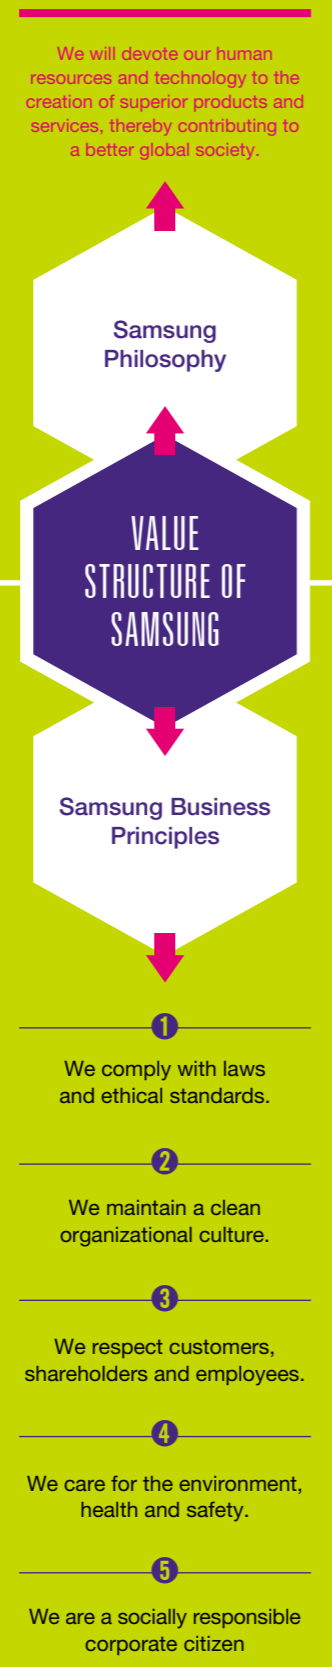 We will devote our human
resources and technology to the
creation of superior products and
services, thereby contributing to
a better global society.
Samsung
Philosophy
VALUE
STRUCTURE OF
SAMSUNG
Samsung Business
Principles
1
We comply with laws
and ethical standards.
2
We maintain a clean
organizational culture.
3
We respect customers,
shareholders and employees.
4
We care for the environment,
health and safety.
5
We are a socially responsible
corporate citizen